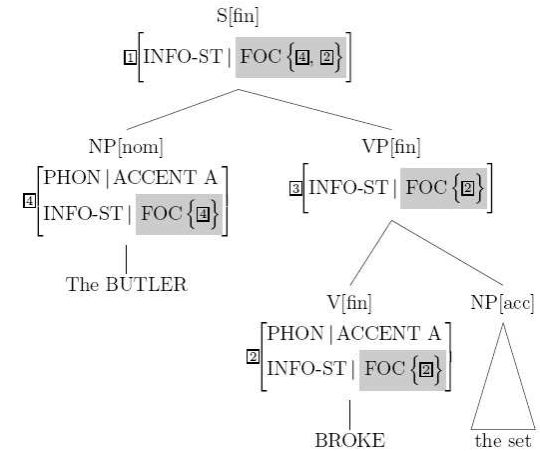 S[fin]
1 [INFO-ST | FOC {4, 2}]
NP[nom] VP[fin]
4 [PHON | ACCENT A
INFO-ST | FOC {4}]
3 [INFO-ST | FOC {2}]
The BUTLER
V[fin] NP[acc]
2 [PHON | ACCENT A
INFO-ST | FOC {2}]
BROKE the set